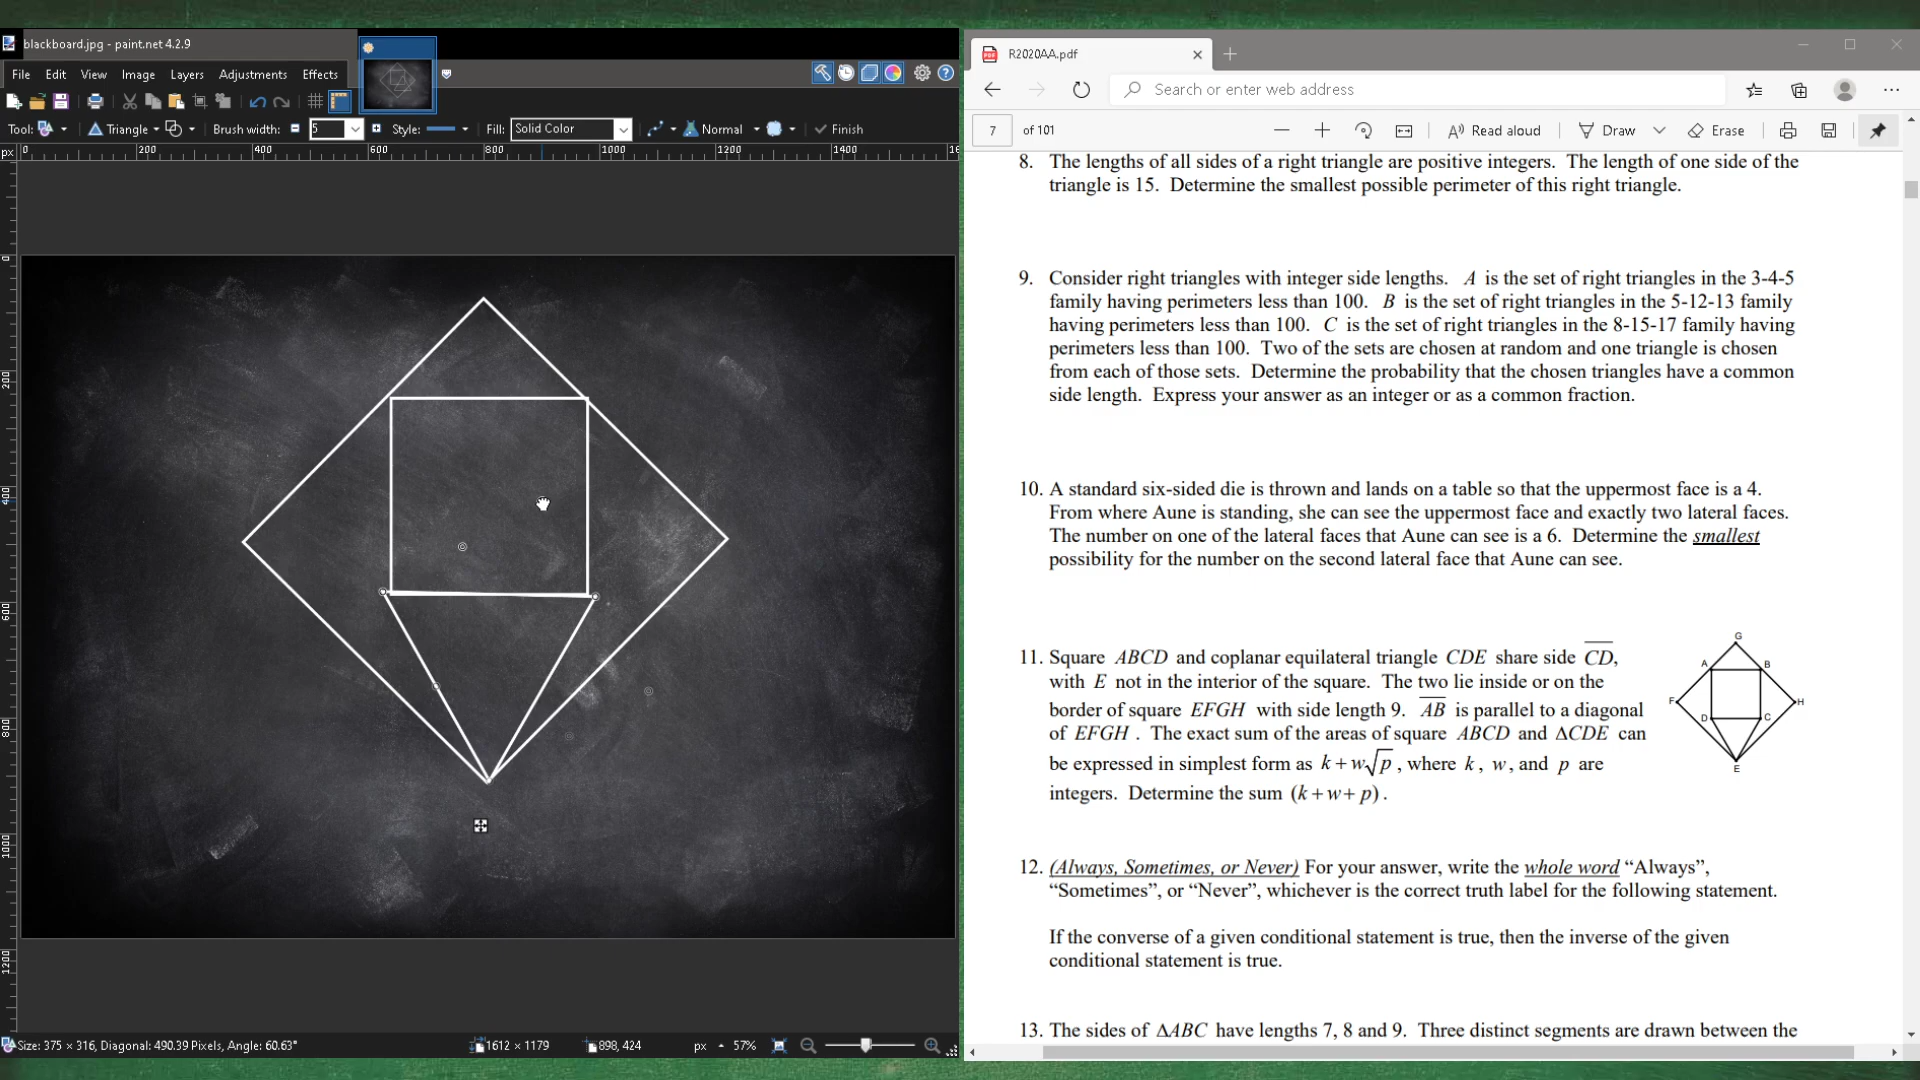 blackboard.jpg - paint.net 4.2.9
File Edit View Image Layers Adjustments Effects
Tool: Triangle Brush width: 5 Style: Fill: Solid Color Normal Finish
px 0 200 400 600 800 1000 1200 1400 16
0
200
400
600
800
1000
1200
Size: 375 × 316, Diagonal: 490.39 Pixels, Angle: 60.63° 1612 × 1179 898, 424 px 57%
R2020AA.pdf
Search or enter web address
7 of 101 Read aloud Draw Erase
8. The lengths of all sides of a right triangle are positive integers. The length of one side of the
triangle is 15. Determine the smallest possible perimeter of this right triangle.
9. Consider right triangles with integer side lengths. A is the set of right triangles in the 3-4-5
family having perimeters less than 100. B is the set of right triangles in the 5-12-13 family
having perimeters less than 100. C is the set of right triangles in the 8-15-17 family having
perimeters less than 100. Two of the sets are chosen at random and one triangle is chosen
from each of those sets. Determine the probability that the chosen triangles have a common
side length. Express your answer as an integer or as a common fraction.
10. A standard six-sided die is thrown and lands on a table so that the uppermost face is a 4.
From where Aune is standing, she can see the uppermost face and exactly two lateral faces.
The number on one of the lateral faces that Aune can see is a 6. Determine the smallest
possibility for the number on the second lateral face that Aune can see.
11. Square ABCD and coplanar equilateral triangle CDE share side CD,
with E not in the interior of the square. The two lie inside or on the
border of square EFGH with side length 9. AB is parallel to a diagonal
of EFGH. The exact sum of the areas of square ABCD and ΔCDE can
be expressed in simplest form as k+w√p, where k, w, and p are
integers. Determine the sum (k+w+p).
G
A B
F H
D C
E
12. (Always, Sometimes, or Never) For your answer, write the whole word “Always”,
“Sometimes”, or “Never”, whichever is the correct truth label for the following statement.
If the converse of a given conditional statement is true, then the inverse of the given
conditional statement is true.
13. The sides of ΔABC have lengths 7, 8 and 9. Three distinct segments are drawn between the